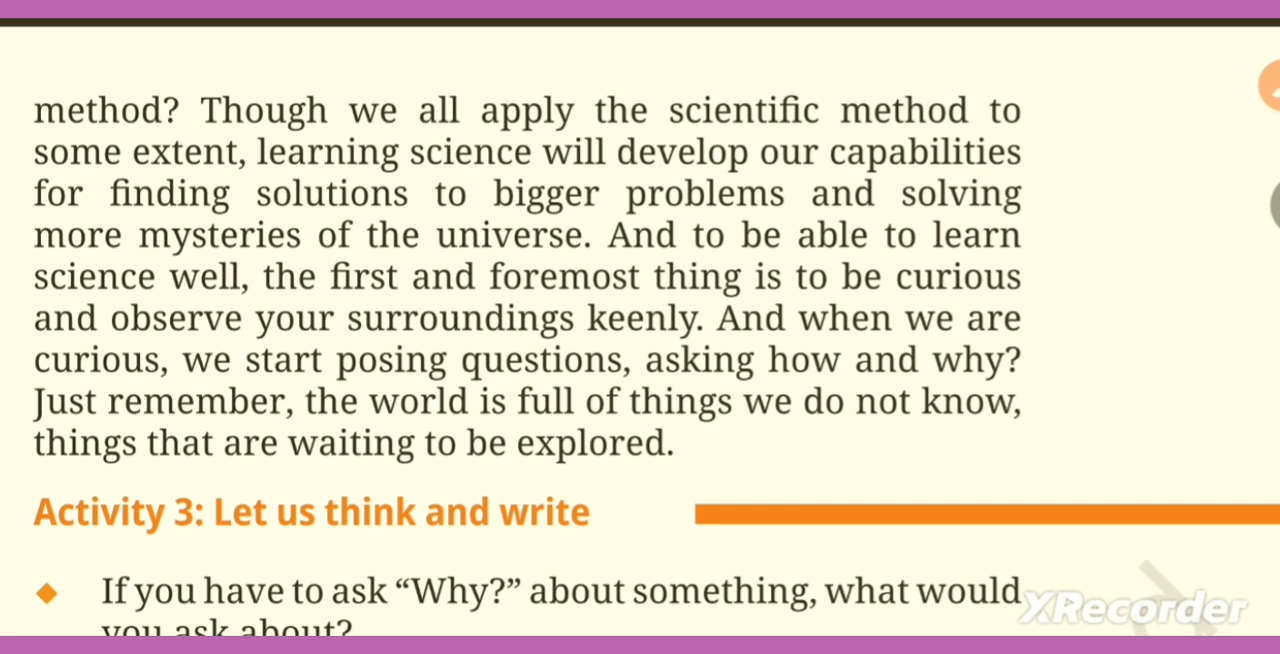 method? Though we all apply the scientific method to
some extent, learning science will develop our capabilities
for finding solutions to bigger problems and solving
more mysteries of the universe. And to be able to learn
science well, the first and foremost thing is to be curious
and observe your surroundings keenly. And when we are
curious, we start posing questions, asking how and why?
Just remember, the world is full of things we do not know,
things that are waiting to be explored.
Activity 3: Let us think and write
If you have to ask “Why?” about something, what would
you ask about?
XRecorder